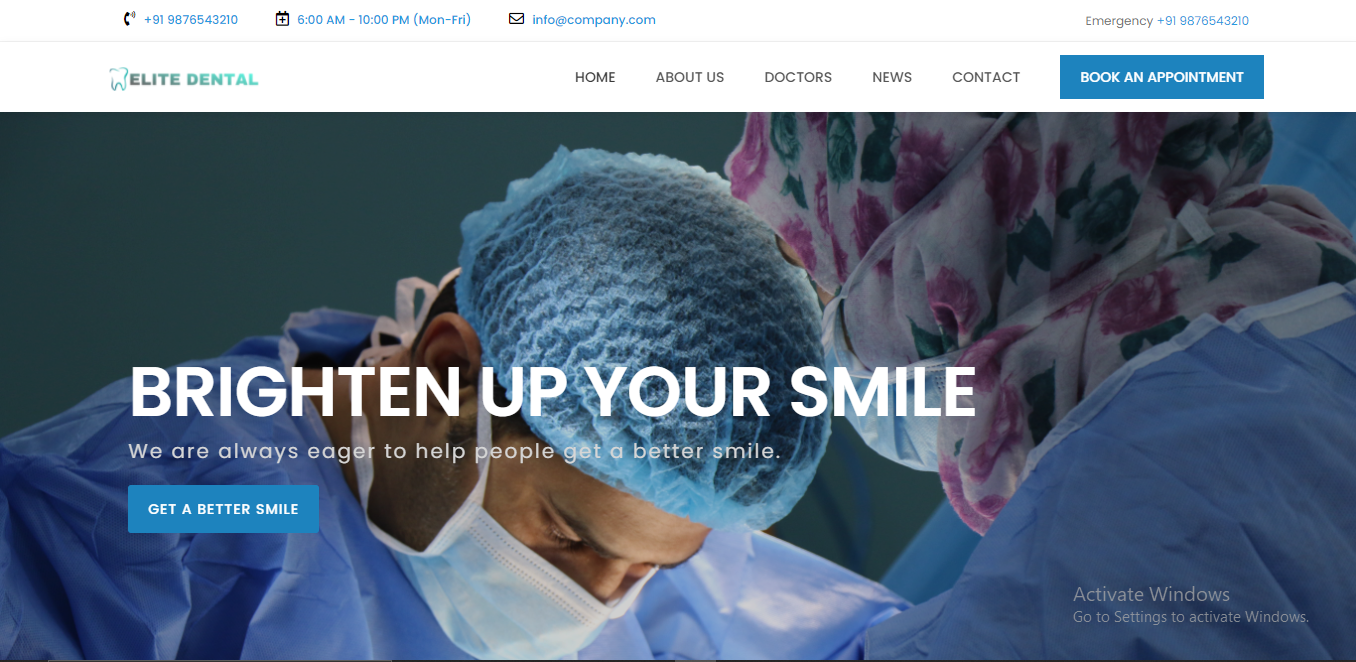 +91 9876543210 6:00 AM - 10:00 PM (Mon-Fri) info@company.com Emergency +91 9876543210
ELITE DENTAL HOME ABOUT US DOCTORS NEWS CONTACT BOOK AN APPOINTMENT
BRIGHTEN UP YOUR SMILE
We are always eager to help people get a better smile.
GET A BETTER SMILE
Activate Windows
Go to Settings to activate Windows.